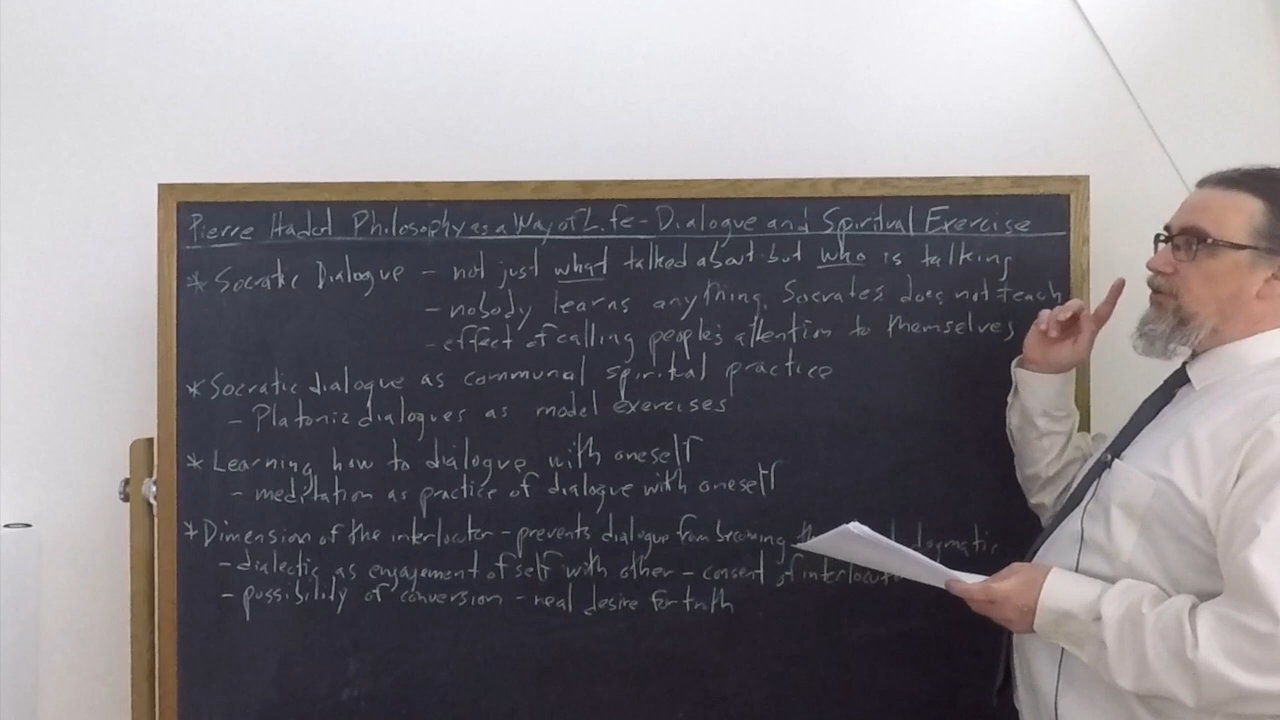 Pierre Hadot Philosophy as a Way of Life - Dialogue and Spiritual Exercise
* Socratic Dialogue - not just what talked about but who is talking
- nobody learns anything. Socrates does not teach
- effect of calling people's attention to themselves
* Socratic dialogue as communal spiritual practice
- Platonic dialogues as model exercises
* Learning how to dialogue with oneself
- meditation as practice of dialogue with oneself
* Dimension of the interlocutor - prevents dialogue from becoming dogmatic
- dialectic as engagement of self with other - consent of
- possibility of conversion - real desire for truth